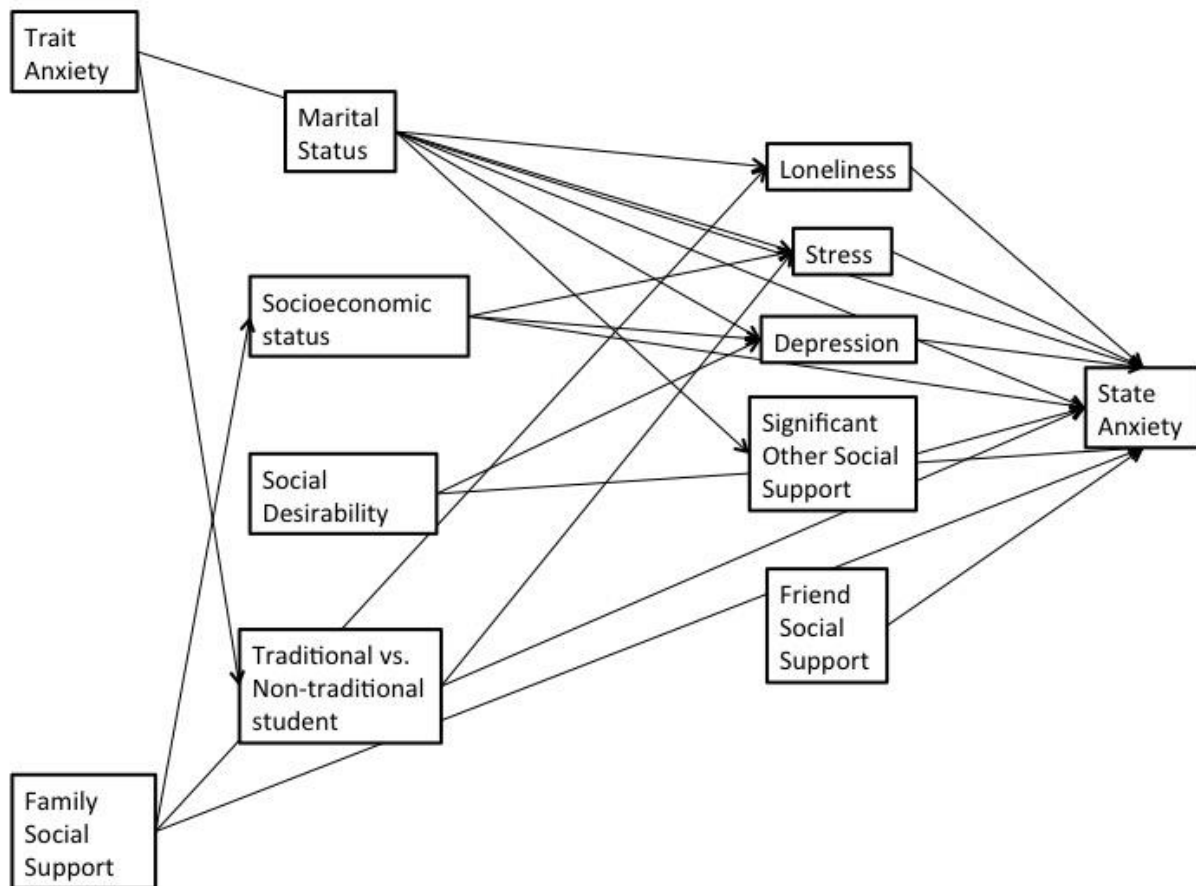 Trait
Anxiety
Marital
Status
Loneliness
Stress
Socioeconomic
status
Depression
State
Anxiety
Significant
Other Social
Support
Social
Desirability
Friend
Social
Support
Traditional vs.
Non-traditional
student
Family
Social
Support